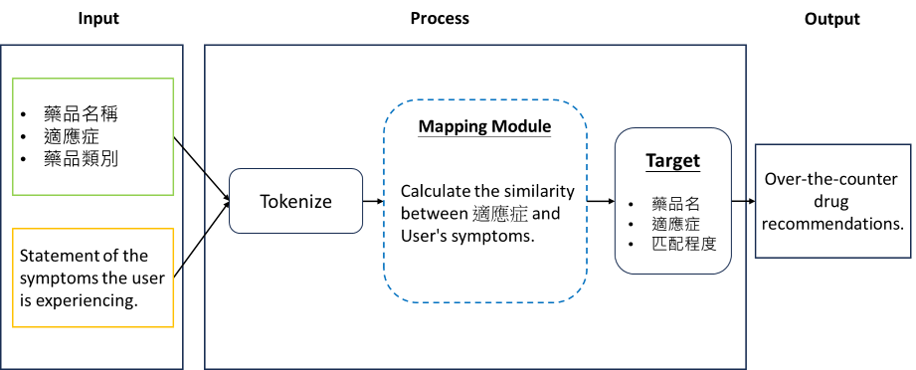 Input
Process
Output
• 藥品名稱
• 適應症
• 藥品類別
Statement of the
symptoms the user
is experiencing.
Tokenize
Mapping Module
Calculate the similarity
between 適應症 and
User's symptoms.
Target
• 藥品名
• 適應症
• 匹配程度
Over-the-counter
drug
recommendations.